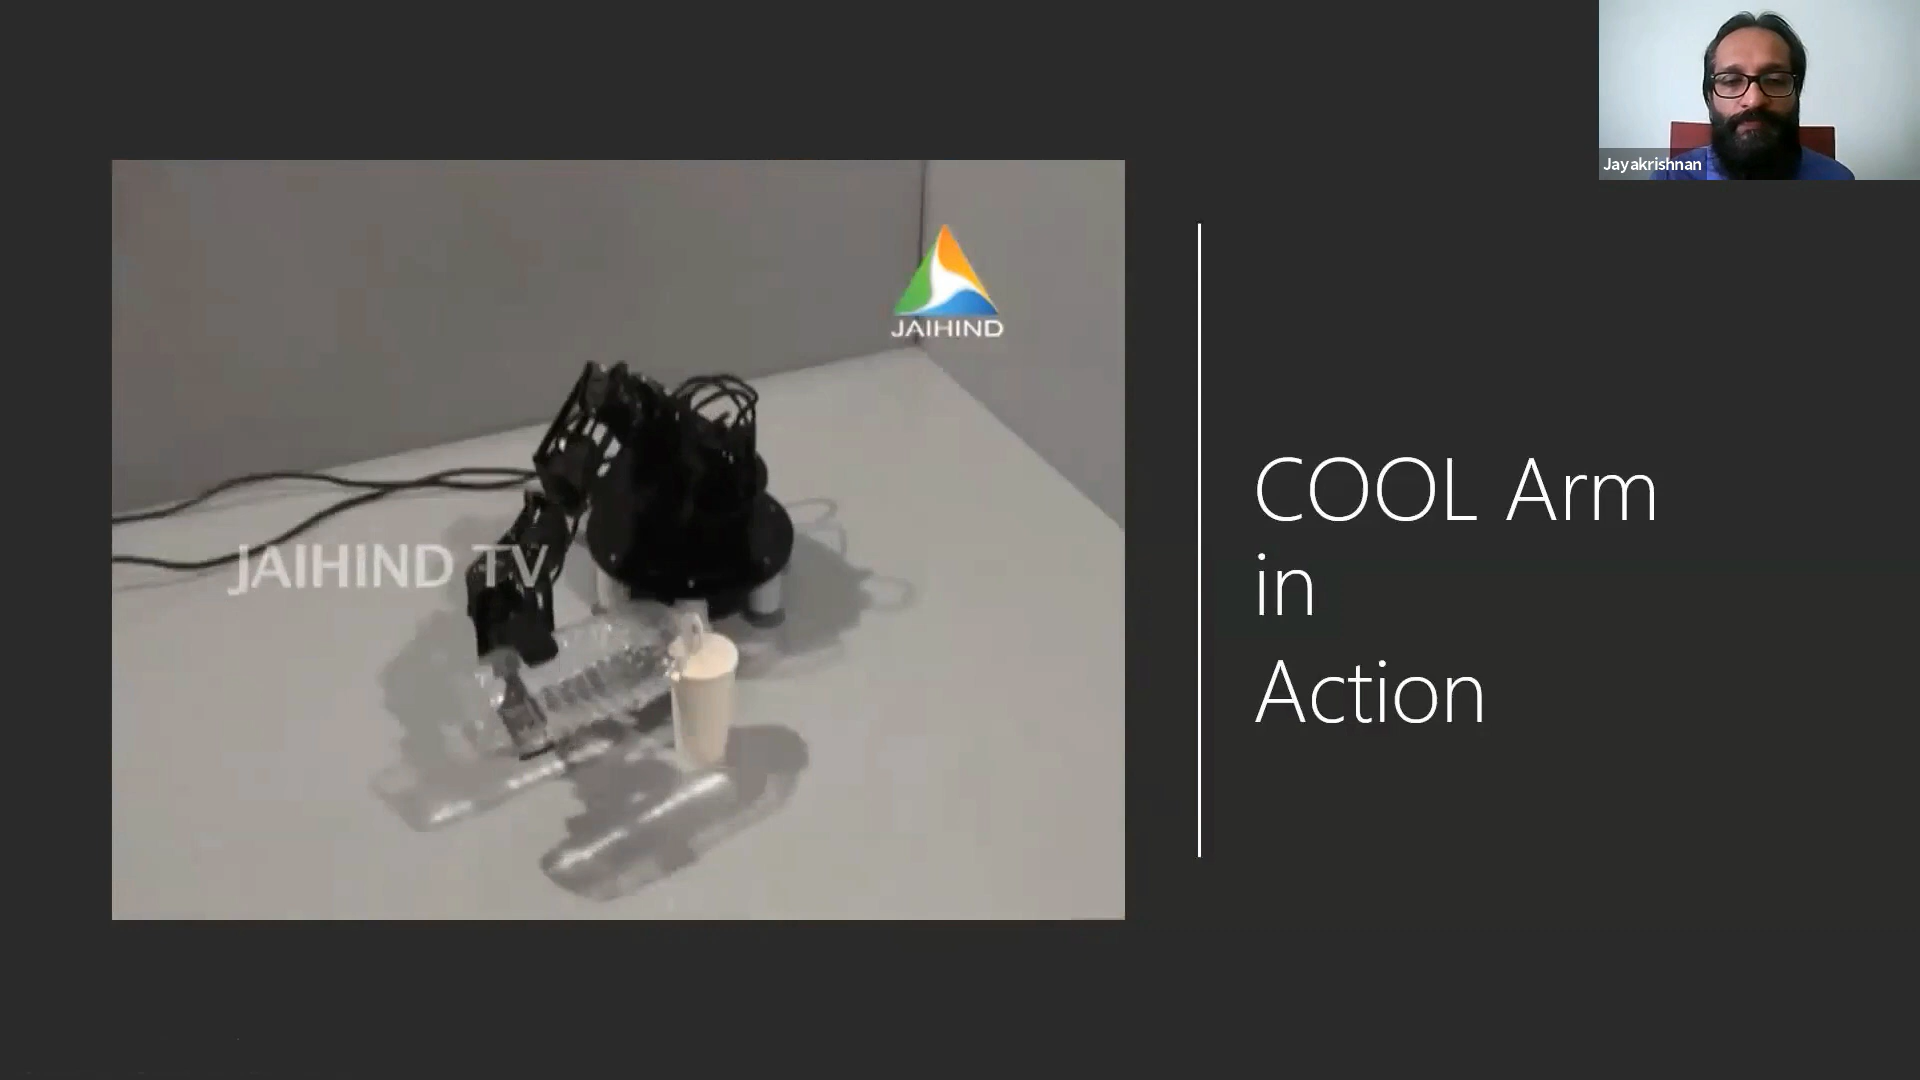 Jayakrishnan
JAIHIND
JAIHIND TV
COOL Arm
in
Action